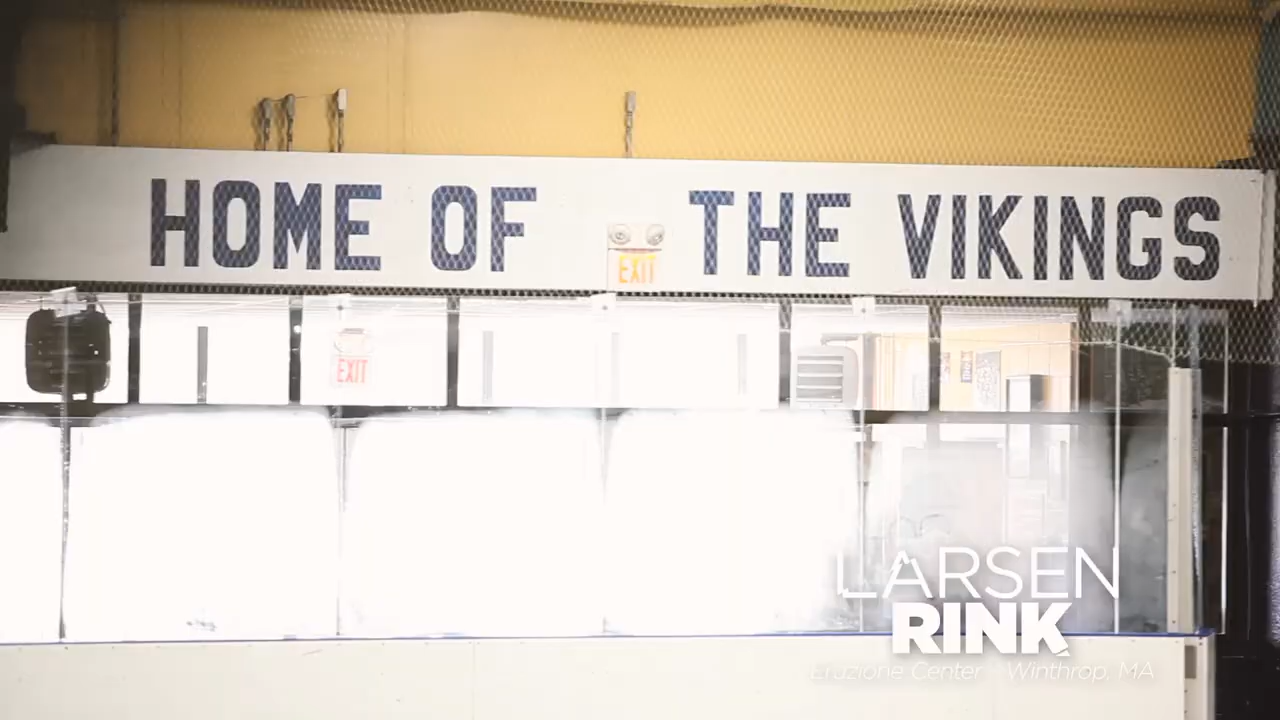 HOME OF THE VIKINGS
EXIT
EXIT
LARSEN
RINK
Eruzione Center Winthrop, MA